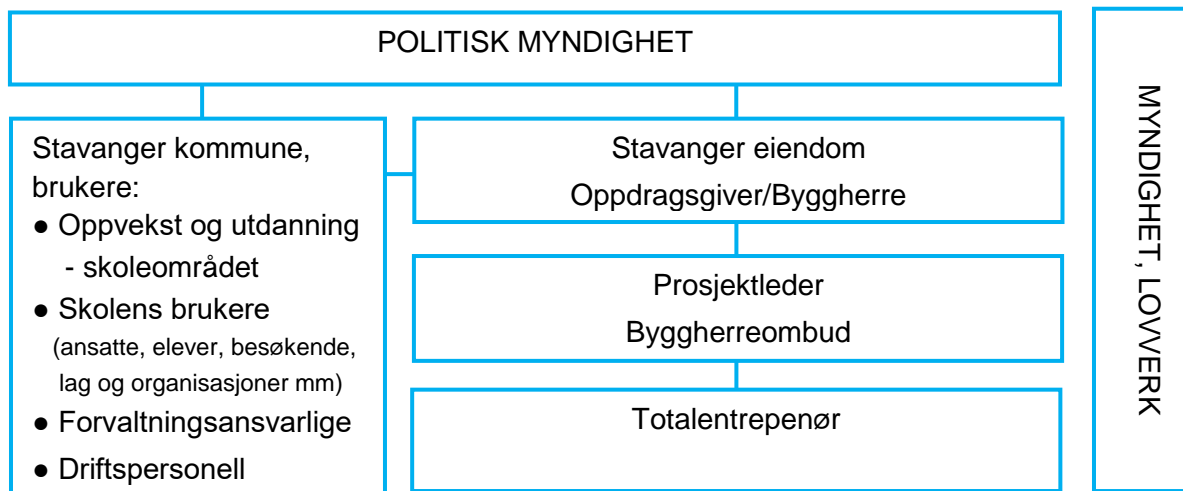 POLITISK MYNDIGHET
Stavanger kommune,
brukere:
● Oppvekst og utdanning
- skoleområdet
● Skolens brukere
(ansatte, elever, besøkende,
lag og organisasjoner mm)
● Forvaltningsansvarlige
● Driftspersonell
Stavanger eiendom
Oppdragsgiver/Byggherre
Prosjektleder
Byggherreombud
Totalentrepenør
MYNDIGHET, LOVVERK